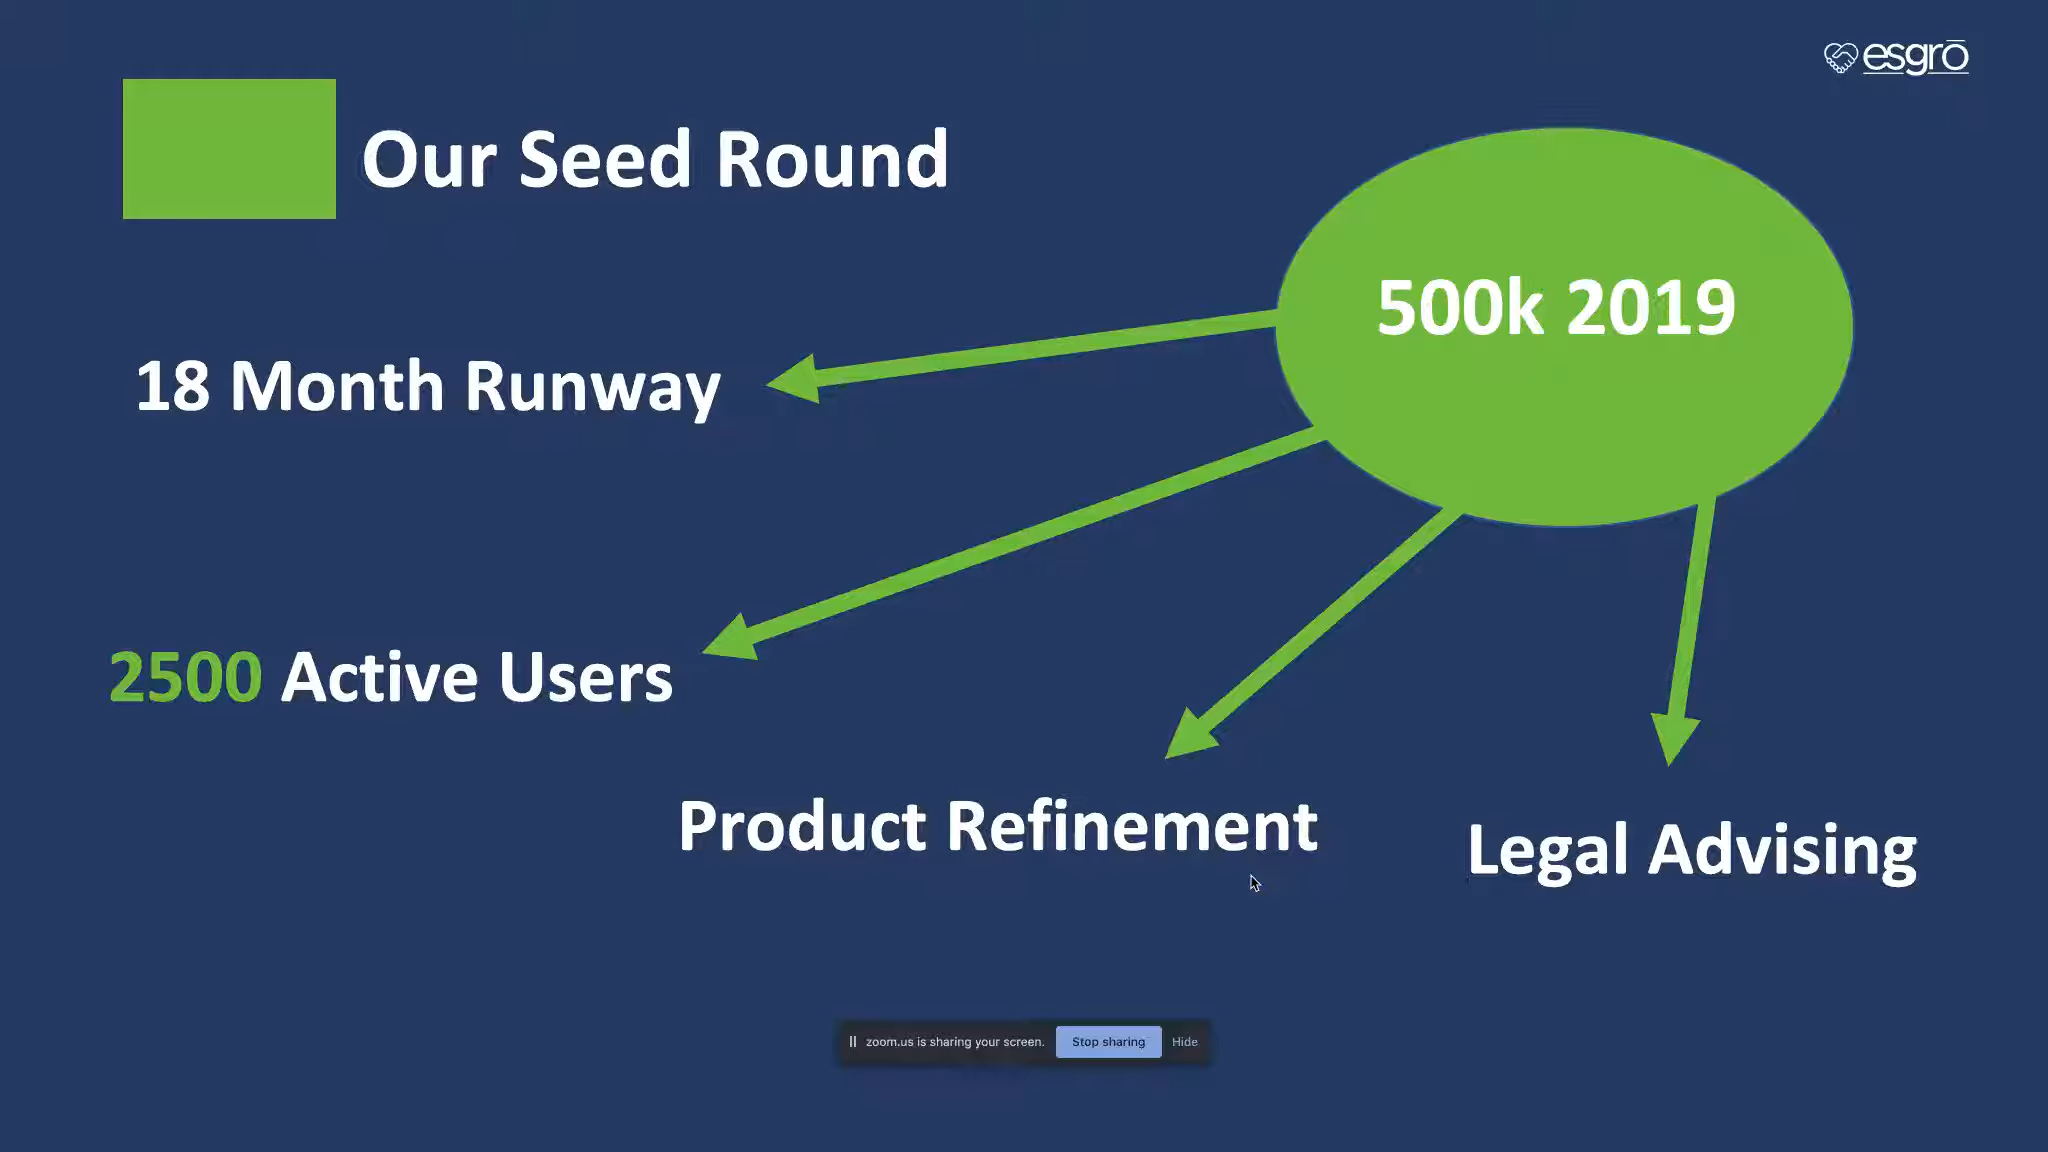 esgrō
Our Seed Round
500k 2019
18 Month Runway
2500 Active Users
Product Refinement
Legal Advising
zoom.us is sharing your screen. Stop sharing Hide